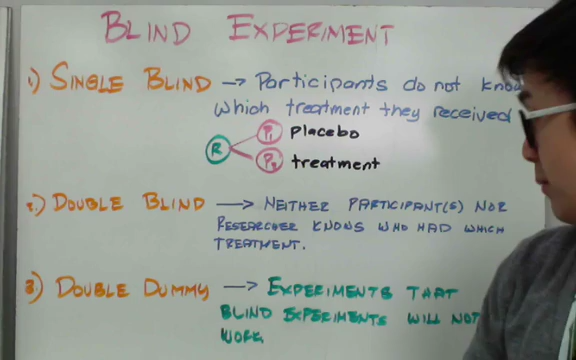 BLIND EXPERIMENT
1.) SINGLE BLIND → Participants do not know
which treatment they received
P1 placebo
R
P2 treatment
2.) DOUBLE BLIND → NEITHER PARTICIPANT(S) NOR
RESEARCHER KNOWS WHO HAD WHICH
TREATMENT.
3.) DOUBLE DUMMY → EXPERIMENTS THAT
BLIND EXPERIMENTS WILL NOT
WORK